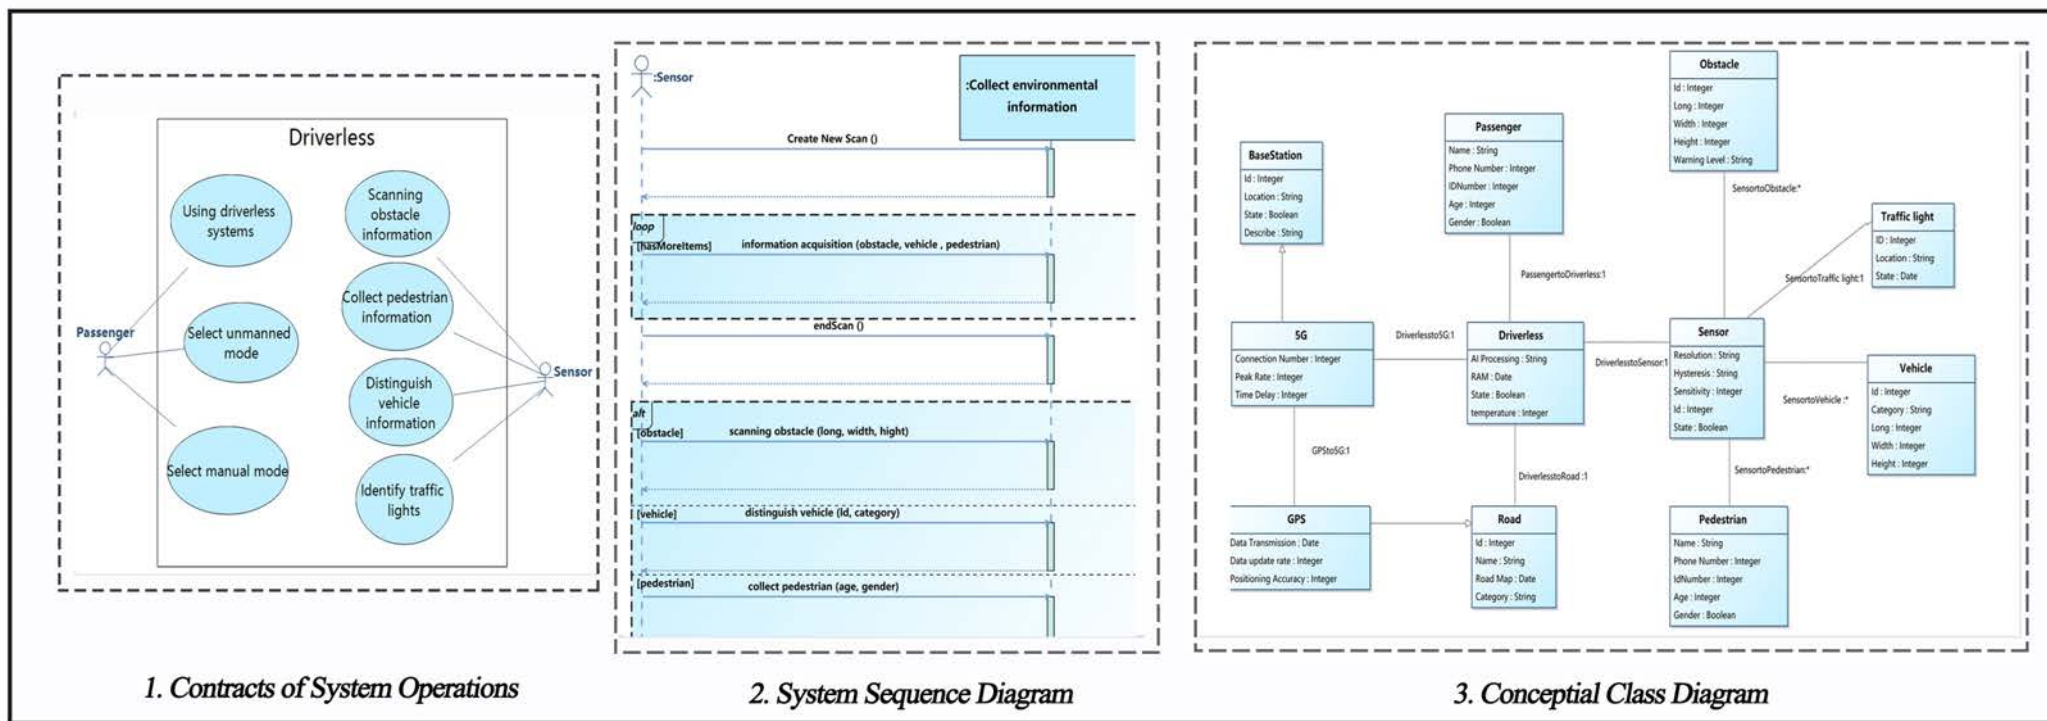 Driverless
Using driverless
systems
Scanning
obstacle
information
Collect pedestrian
information
Select unmanned
mode
Distinguish
vehicle
information
Select manual mode
Identify traffic
lights
Passenger
Sensor
1. Contracts of System Operations
:Sensor
:Collect environmental
information
Create New Scan ()
loop
[hasMoreItems]
information acquisition (obstacle, vehicle , pedestrian)
endScan ()
alt
[obstacle]
scanning obstacle (long, width, hight)
[vehicle]
distinguish vehicle (Id, category)
[pedestrian]
collect pedestrian (age, gender)
2. System Sequence Diagram
Obstacle
Id : Integer
Long : Integer
Width : Integer
Height : Integer
Warning Level : String
Passenger
Name : String
Phone Number : Integer
IDNumber : Integer
Age : Integer
Gender : Boolean
BaseStation
Id : Integer
Location : String
State : Boolean
Describe : String
SensortoObstacle:*
Traffic light
ID : Integer
Location : String
State : Date
PassengertoDriverless:1
SensortoTraffic light:1
5G
Connection Number : Integer
Peak Rate : Integer
Time Delay : Integer
Driverlessto5G:1
Driverless
AI Processing : String
RAM : Date
State : Boolean
temperature : Integer
DriverlesstoSensor:1
Sensor
Resolution : String
Hysteresis : String
Sensitivity : Integer
Id : Integer
State : Boolean
SensortoVehicle :*
Vehicle
Id : Integer
Category : String
Long : Integer
Width : Integer
Height : Integer
GPSto5G:1
DriverlesstoRoad :1
SensortoPedestrian:*
GPS
Data Transmission : Date
Data update rate : Integer
Positioning Accuracy : Integer
Road
Id : Integer
Name : String
Road Map : Date
Category : String
Pedestrian
Name : String
Phone Number : Integer
IdNumber : Integer
Age : Integer
Gender : Boolean
3. Conceptial Class Diagram